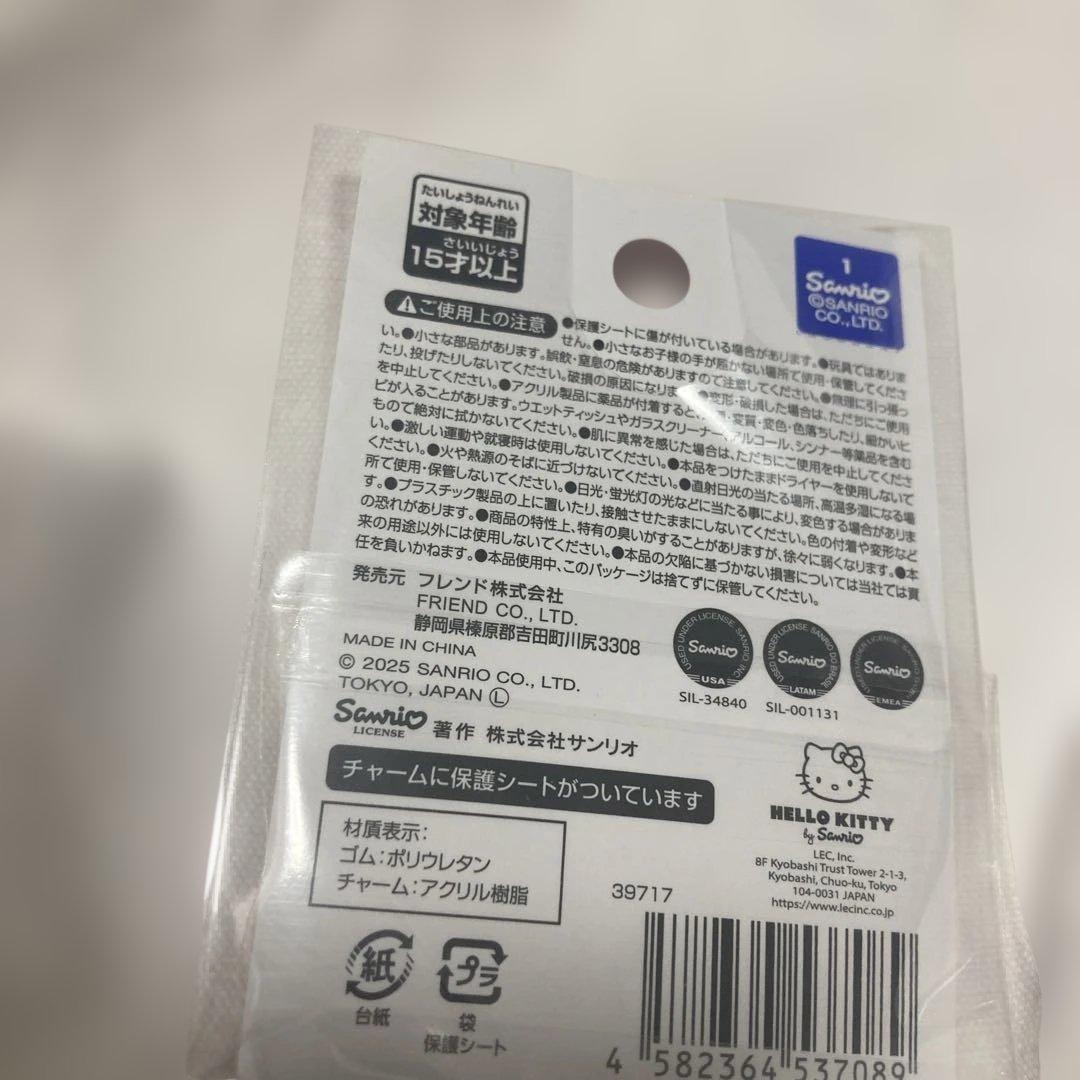 たいしょうねんれい
対象年齢
さいいじょう
15才以上
1
Sanrio
©SANRIO
CO., LTD.
ご使用上の注意
●保護シートに傷が付いている場合があります。●玩具ではありま
せん。●小さなお子様の手が届かない場所で使用・保管してくださ
い。●小さな部品があります。誤飲・窒息の危険がありますので注意してください。●無理に引っ張っ
たり、投げたりしないでください。破損の原因になります。●変形・破損した場合は、ただちにご使用
を中止してください。●アクリル製品に薬品が付着すると、・変質・変色・色落ちしたり、細かいヒ
ビが入ることがあります。ウエットティッシュやガラスクリーナー、アルコール、シンナー等薬品を含む
もので絶対に拭かないでください。●肌に異常を感じた場合は、ただちにご使用を中止してくださ
い。●激しい運動や就寝時は使用しないでください。●本品をつけたままドライヤーを使用しないで
ください。●火や熱源のそばに近づけないでください。●直射日光の当たる場所、高温多湿になる場
所で使用・保管しないでください。●日光・蛍光灯の光などに当たる事により、変色する場合がありま
す。●プラスチック製品の上に置いたり、接触させたままにしないでください。色の付着や変形など
の恐れがあります。●商品の特性上、特有の臭いがすることがありますが、徐々に弱くなります。●本
来の用途以外には使用しないでください。●本品の欠陥に基づかない損害については当社では責
任を負いかねます。●本品使用中、このパッケージは捨てずに保管してください。
発売元 フレンド株式会社
FRIEND CO., LTD.
静岡県榛原郡吉田町川尻3308
MADE IN CHINA
© 2025 SANRIO CO., LTD.
TOKYO, JAPAN Ⓛ
USED UNDER LICENSE. SANRIO, INC.
Sanrio
USA
SIL-34840
USED UNDER LICENSE. SANRIO DO BRASIL
Sanrio
LATAM
SIL-001131
USED UNDER LICENSE.
Sanrio
EMEA
Sanrio
LICENSE
著作 株式会社サンリオ
チャームに保護シートがついています
HELLO KITTY
by Sanrio
LEC, Inc.
8F Kyobashi Trust Tower 2-1-3,
Kyobashi, Chuo-ku, Tokyo
104-0031 JAPAN
https://www.lecinc.co.jp
材質表示:
ゴム:ポリウレタン
チャーム:アクリル樹脂
39717
紙
台紙
プラ
袋
保護シート
4 582364 537089